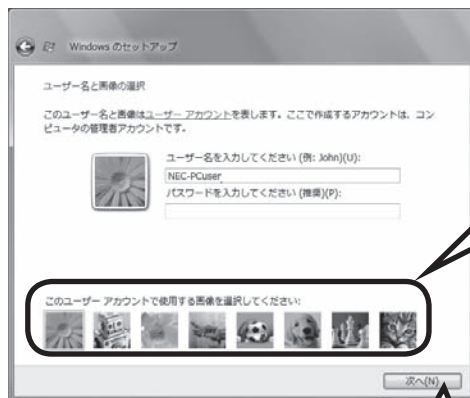 Windows のセットアップ
ユーザー名と画像の選択
このユーザー名と画像はユーザー アカウントを表します。ここで作成するアカウントは、コン
ピュータの管理者アカウントです。
ユーザー名を入力してください (例: John)(U):
NEC-PCuser
パスワードを入力してください (推奨)(P):
このユーザー アカウントで使用する画像を選択してください:
次へ(N)